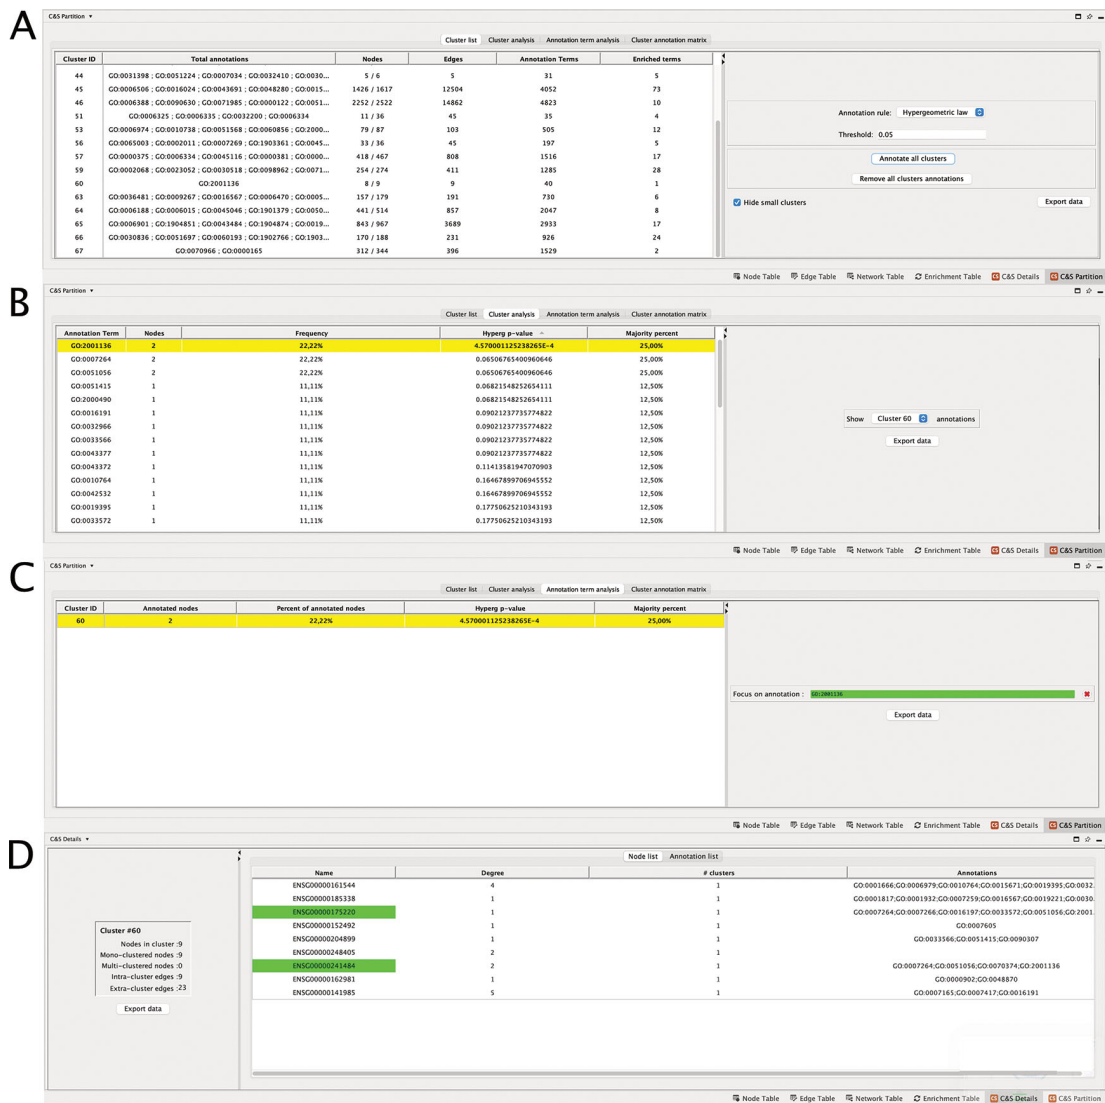 A
C&S Partition ▼
Cluster list Cluster analysis Annotation term analysis Cluster annotation matrix
Cluster ID Total annotations Nodes Edges Annotation Terms Enriched terms
44 GO:0031398 ; GO:0051224 ; GO:0007034 ; GO:0032410 ; GO:0030... 5 / 6 5 31 5
45 GO:0006506 ; GO:0016024 ; GO:0043691 ; GO:0048280 ; GO:0015... 1426 / 1617 12504 4052 73
46 GO:0006388 ; GO:0090630 ; GO:0071985 ; GO:0000122 ; GO:0051... 2252 / 2522 14862 4823 10
51 GO:0006325 ; GO:0006335 ; GO:0032200 ; GO:0006334 11 / 36 45 35 4
53 GO:0006974 ; GO:0010738 ; GO:0051568 ; GO:0060856 ; GO:2000... 79 / 87 103 505 12
56 GO:0065003 ; GO:0002011 ; GO:0007269 ; GO:1903361 ; GO:0045... 33 / 36 45 197 5
57 GO:0000375 ; GO:0006334 ; GO:0045116 ; GO:0000381 ; GO:0000... 418 / 467 808 1516 17
59 GO:0002068 ; GO:0023052 ; GO:0030518 ; GO:0098962 ; GO:0071... 254 / 274 411 1285 28
60 GO:2001136 8 / 9 9 40 1
63 GO:0036481 ; GO:0009267 ; GO:0016567 ; GO:0006470 ; GO:0005... 157 / 179 191 730 6
64 GO:0006188 ; GO:0006015 ; GO:0045046 ; GO:1901379 ; GO:0050... 441 / 514 857 2047 8
65 GO:0006901 ; GO:1904851 ; GO:0043484 ; GO:1904874 ; GO:0019... 843 / 967 3689 2933 17
66 GO:0030836 ; GO:0051697 ; GO:0060193 ; GO:1902766 ; GO:1903... 170 / 188 231 926 24
67 GO:0070966 ; GO:0000165 312 / 344 396 1529 2
Annotation rule: Hypergeometric law
Threshold: 0.05
Annotate all clusters
Remove all clusters annotations
Hide small clusters Export data
Node Table Edge Table Network Table Enrichment Table C&S Details C&S Partition
B
C&S Partition ▼
Cluster list Cluster analysis Annotation term analysis Cluster annotation matrix
Annotation Term Nodes Frequency Hyperg p-value Majority percent
GO:2001136 2 22,22% 4.570001125238265E-4 25,00%
GO:0007264 2 22,22% 0.06506765400960646 25,00%
GO:0051056 2 22,22% 0.06506765400960646 25,00%
GO:0051415 1 11,11% 0.06821548252654111 12,50%
GO:2000490 1 11,11% 0.06821548252654111 12,50%
GO:0016191 1 11,11% 0.09021237735774822 12,50%
GO:0032966 1 11,11% 0.09021237735774822 12,50%
GO:0033566 1 11,11% 0.09021237735774822 12,50%
GO:0043377 1 11,11% 0.09021237735774822 12,50%
GO:0043372 1 11,11% 0.11413581947070903 12,50%
GO:0010764 1 11,11% 0.16467899706945552 12,50%
GO:0042532 1 11,11% 0.16467899706945552 12,50%
GO:0019395 1 11,11% 0.17750625210343193 12,50%
GO:0033572 1 11,11% 0.17750625210343193 12,50%
Show Cluster 60 annotations
Export data
Node Table Edge Table Network Table Enrichment Table C&S Details C&S Partition
C
C&S Partition ▼
Cluster list Cluster analysis Annotation term analysis Cluster annotation matrix
Cluster ID Annotated nodes Percent of annotated nodes Hyperg p-value Majority percent
60 2 22,22% 4.570001125238265E-4 25,00%
Focus on annotation : GO:2001136
Export data
Node Table Edge Table Network Table Enrichment Table C&S Details C&S Partition
D
C&S Details ▼
Node list Annotation list
Name Degree # clusters Annotations
ENSG00000161544 4 1 GO:0001666;GO:0006979;GO:0010764;GO:0015671;GO:0019395;GO:0032.
ENSG00000185338 1 1 GO:0001817;GO:0001932;GO:0007259;GO:0016567;GO:0019221;GO:0030.
ENSG00000175220 1 1 GO:0007264;GO:0007266;GO:0016197;GO:0033572;GO:0051056;GO:2001.
ENSG00000152492 1 1 GO:0007605
ENSG00000204899 1 1 GO:0033566;GO:0051415;GO:0090307
ENSG00000248405 2 1
ENSG00000241484 2 1 GO:0007264;GO:0051056;GO:0070374;GO:2001136
ENSG00000162981 1 1 GO:0000902;GO:0048870
ENSG00000141985 5 1 GO:0007165;GO:0007417;GO:0016191
Cluster #60
Nodes in cluster :9
Mono-clustered nodes :9
Multi-clustered nodes :0
Intra-cluster edges :9
Extra-cluster edges :23
Export data
Node Table Edge Table Network Table Enrichment Table C&S Details C&S Partition